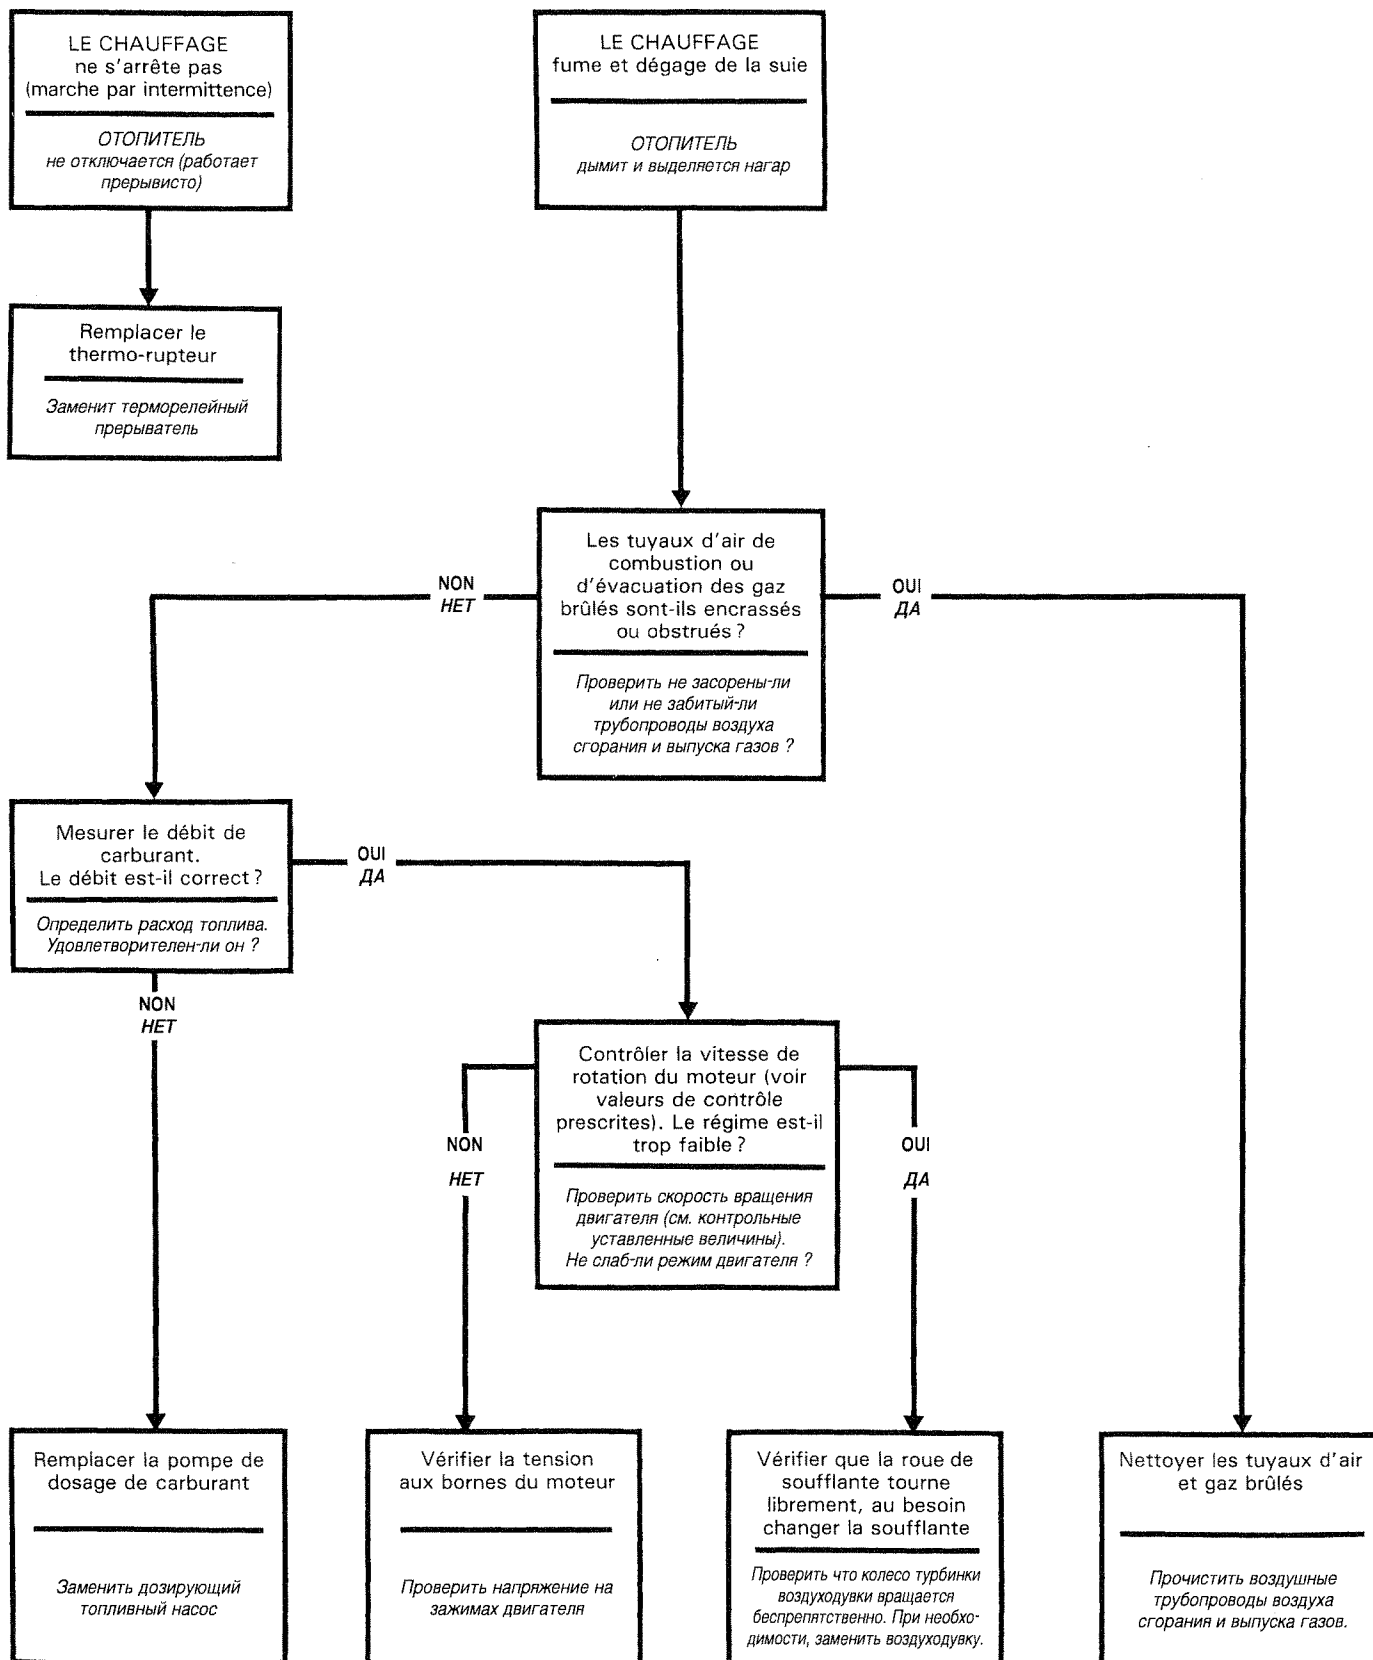 LE CHAUFFAGE
ne s'arrête pas
(marche par intermittence)
ОТОПИТЕЛЬ
не отключается (работает
прерывисто)
LE CHAUFFAGE
fume et dégage de la suie
ОТОПИТЕЛЬ
дымит и выделяется нагар
Remplacer le
thermo-rupteur
Заменит терморелейный
прерыватель
Les tuyaux d'air de
combustion ou
d'évacuation des gaz
brûlés sont-ils encrassés
ou obstrués ?
Проверить не засорены-ли
или не забитый-ли
трубопроводы воздуха
сгорания и выпуска газов ?
NON
НЕТ
OUI
ДА
Mesurer le débit de
carburant.
Le débit est-il correct ?
Определить расход топлива.
Удовлетворителен-ли он ?
OUI
ДА
NON
НЕТ
Contrôler la vitesse de
rotation du moteur (voir
valeurs de contrôle
prescrites). Le régime est-il
trop faible ?
Проверить скорость вращения
двигателя (см. контрольные
уставленные величины).
Не слаб-ли режим двигателя ?
NON
НЕТ
OUI
ДА
Remplacer la pompe de
dosage de carburant
Заменить дозирующий
топливный насос
Vérifier la tension
aux bornes du moteur
Проверить напряжение на
зажимах двигателя
Vérifier que la roue de
soufflante tourne
librement, au besoin
changer la soufflante
Проверить что колесо турбинки
воздуходувки вращается
беспрепятственно. При необхо-
димости, заменить воздуходувку.
Nettoyer les tuyaux d'air
et gaz brûlés
Прочистить воздушные
трубопроводы воздуха
сгорания и выпуска газов.